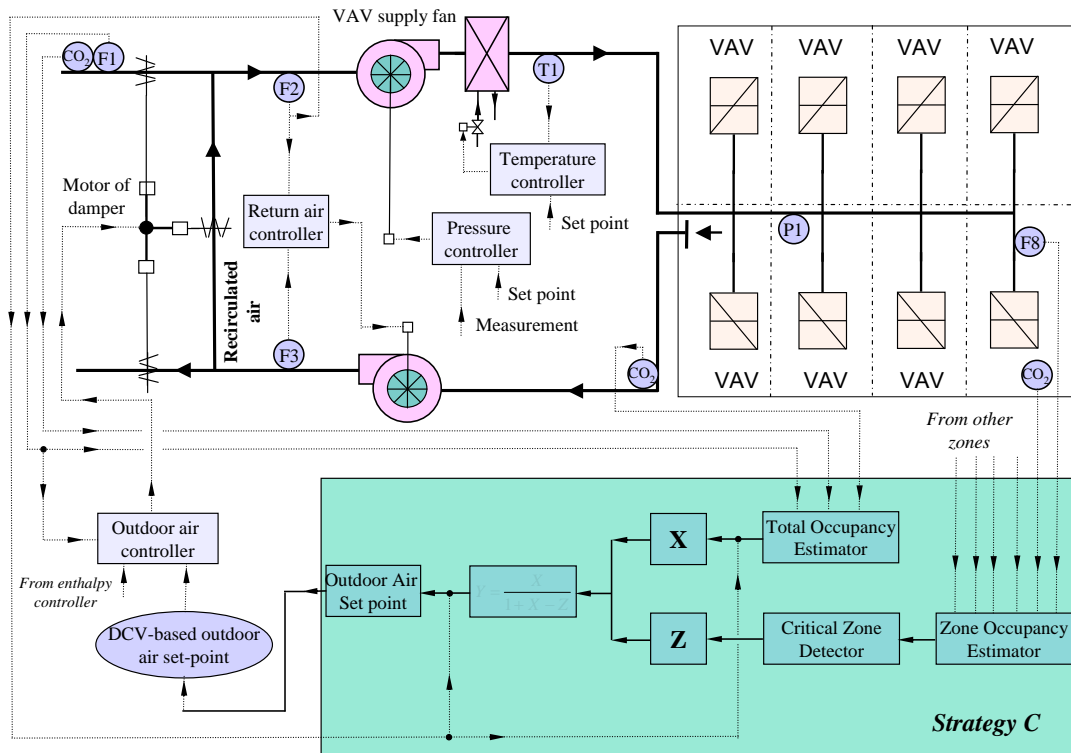 VAV supply fan
CO2
F1
F2
T1
VAV
VAV
VAV
VAV
Temperature
controller
Set point
Motor of
damper
Return air
controller
Pressure
controller
Set point
Measurement
P1
F8
Recirculated
air
F3
CO2
VAV
VAV
VAV
VAV
CO2
From other
zones
Outdoor air
controller
From enthalpy
controller
DCV-based outdoor
air set-point
Outdoor Air
Set point
Y = X / 1 + X − Z
X
Z
Total Occupancy
Estimator
Critical Zone
Detector
Zone Occupancy
Estimator
Strategy C